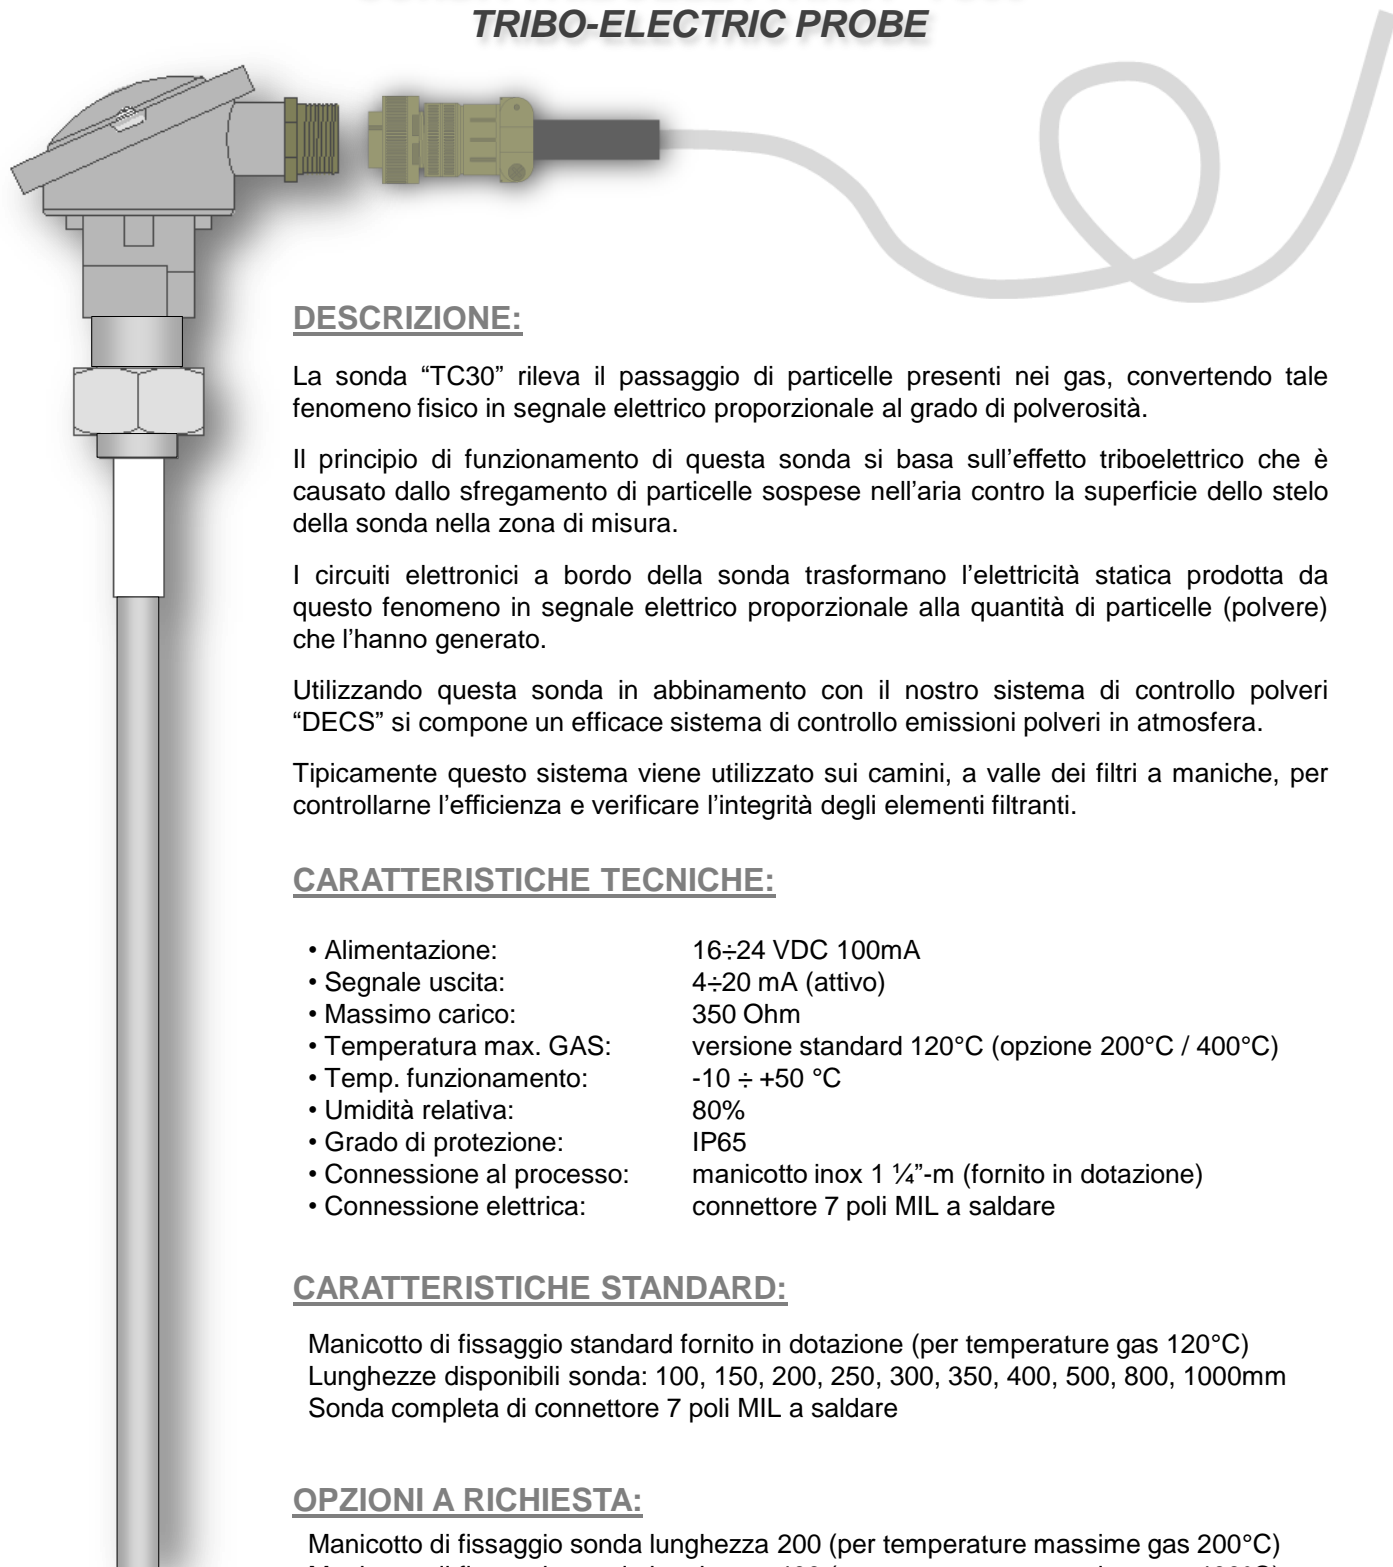 TRIBO-ELECTRIC PROBE
DESCRIZIONE:
La sonda “TC30” rileva il passaggio di particelle presenti nei gas, convertendo tale
fenomeno fisico in segnale elettrico proporzionale al grado di polverosità.
Il principio di funzionamento di questa sonda si basa sull’effetto triboelettrico che è
causato dallo sfregamento di particelle sospese nell’aria contro la superficie dello stelo
della sonda nella zona di misura.
I circuiti elettronici a bordo della sonda trasformano l’elettricità statica prodotta da
questo fenomeno in segnale elettrico proporzionale alla quantità di particelle (polvere)
che l’hanno generato.
Utilizzando questa sonda in abbinamento con il nostro sistema di controllo polveri
“DECS” si compone un efficace sistema di controllo emissioni polveri in atmosfera.
Tipicamente questo sistema viene utilizzato sui camini, a valle dei filtri a maniche, per
controllarne l’efficienza e verificare l’integrità degli elementi filtranti.
CARATTERISTICHE TECNICHE:
• Alimentazione: 16÷24 VDC 100mA
• Segnale uscita: 4÷20 mA (attivo)
• Massimo carico: 350 Ohm
• Temperatura max. GAS: versione standard 120°C (opzione 200°C / 400°C)
• Temp. funzionamento: -10 ÷ +50 °C
• Umidità relativa: 80%
• Grado di protezione: IP65
• Connessione al processo: manicotto inox 1 ¼”-m (fornito in dotazione)
• Connessione elettrica: connettore 7 poli MIL a saldare
CARATTERISTICHE STANDARD:
Manicotto di fissaggio standard fornito in dotazione (per temperature gas 120°C)
Lunghezze disponibili sonda: 100, 150, 200, 250, 300, 350, 400, 500, 800, 1000mm
Sonda completa di connettore 7 poli MIL a saldare
OPZIONI A RICHIESTA:
Manicotto di fissaggio sonda lunghezza 200 (per temperature massime gas 200°C)